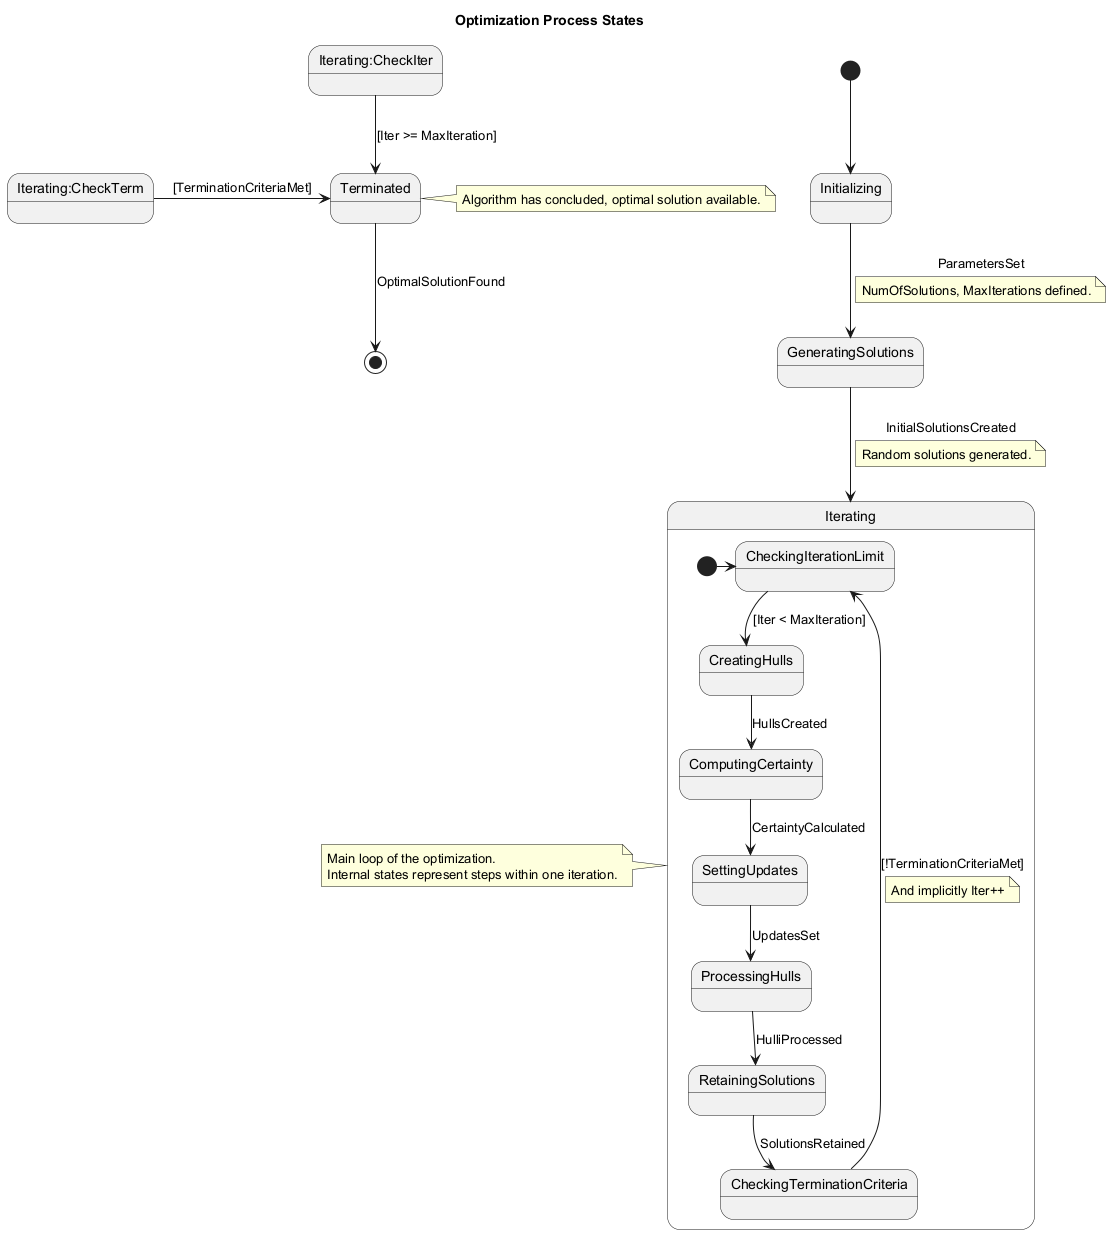 Optimization Process States
Iterating:CheckIter
[Iter >= MaxIteration]
Iterating:CheckTerm
[TerminationCriteriaMet]
Terminated
Algorithm has concluded, optimal solution available.
Initializing
OptimalSolutionFound
ParametersSet
NumOfSolutions, MaxIterations defined.
GeneratingSolutions
InitialSolutionsCreated
Random solutions generated.
Iterating
CheckingIterationLimit
[Iter < MaxIteration]
CreatingHulls
HullsCreated
ComputingCertainty
CertaintyCalculated
Main loop of the optimization.
Internal states represent steps within one iteration.
SettingUpdates
[!TerminationCriteriaMet]
And implicitly Iter++
UpdatesSet
ProcessingHulls
HulliProcessed
RetainingSolutions
SolutionsRetained
CheckingTerminationCriteria